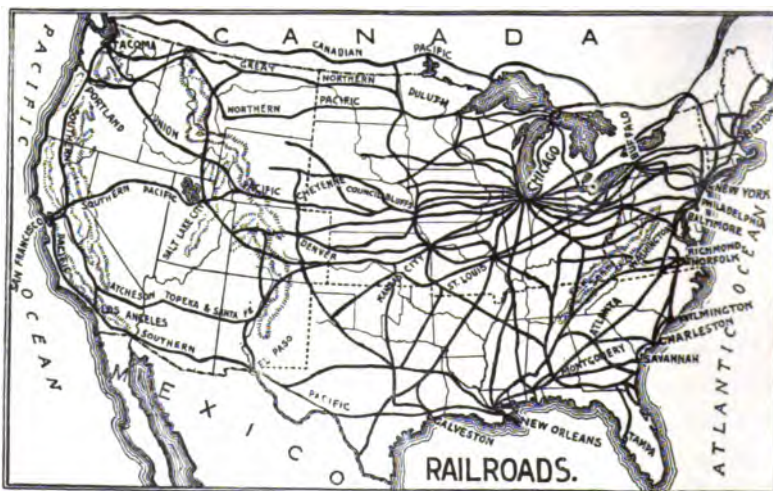 CANADA
PACIFIC OCEAN
TACOMA
CANADIAN PACIFIC
GREAT NORTHERN
NORTHERN PACIFIC
DULUTH
PORTLAND
SOUTHERN PACIFIC
UNION PACIFIC
CHICAGO
BUFFALO
BOSTON
NEW YORK
PHILADELPHIA
BALTIMORE
WASHINGTON
RICHMOND
NORFOLK
SOUTHERN PACIFIC
SALT LAKE CITY
CHEYENNE
COUNCIL BLUFFS
DENVER
KANSAS CITY
ST. LOUIS
SAN FRANCISCO
ATCHESON TOPEKA & SANTA FE
LOS ANGELES
SOUTHERN PACIFIC
EL PASO
ATLANTA
MONTGOMERY
WILMINGTON
CHARLESTON
SAVANNAH
ATLANTIC OCEAN
MEXICO
GALVESTON
NEW ORLEANS
TAMPA
RAILROADS.